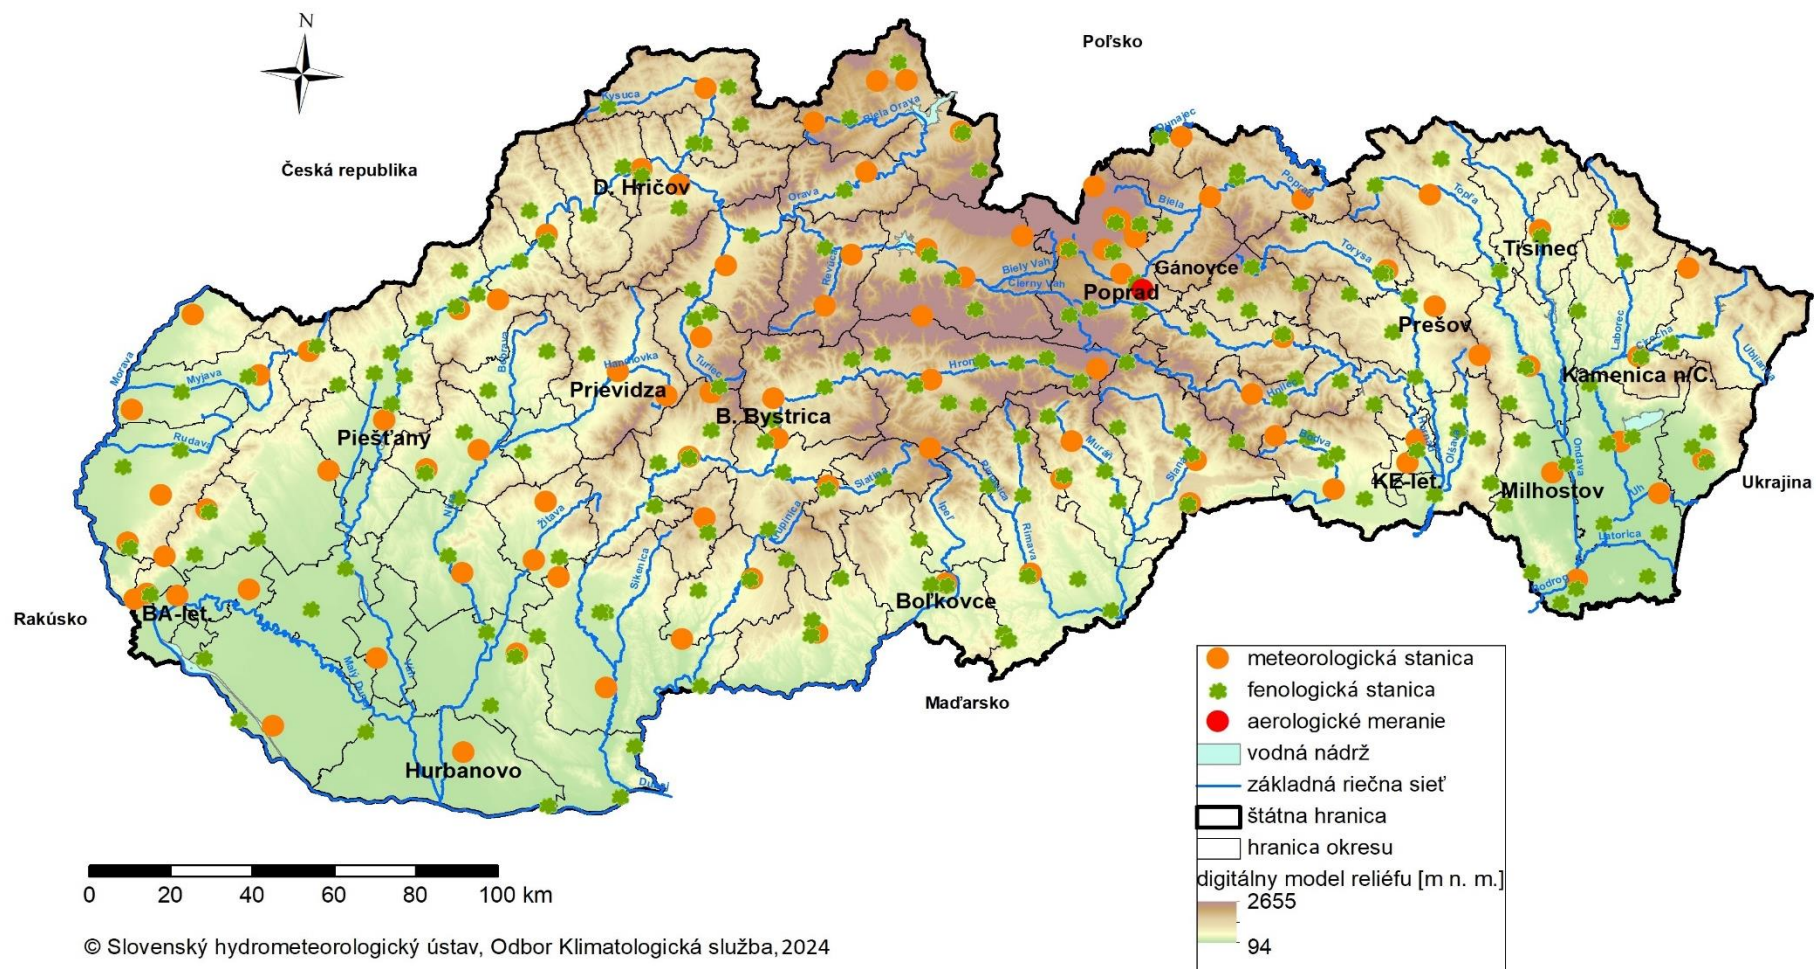 N
Poľsko
Česká republika
Kysuca
Biela Orava
Dunajec
D. Hričov
Orava
Biela
Poprad
Topľa
Tisinec
Torysa
Gánovce
Revúca
Biely Vah
Cierny Vah
Poprad
Prešov
Laborec
Cirocha
Ublianka
Morava
Myjava
Bebrava
Handlovka
Turiec
Hron
Hnilec
Kamenica n/C.
Prievidza
B. Bystrica
Piešťany
Rudava
Muráň
Bodva
Hornád
Olšava
Ondava
Slaná
Rimavica
Slatina
KE-let.
Milhostov
Ukrajina
Nitra
Žitava
Krupinica
Ipeľ
Uh
Sikenica
Rimava
Latorica
Bodrog
Rakúsko
BA-let.
Boľkovce
Malý Dunaj
Váh
Maďarsko
Hurbanovo
Dunaj
meteorologická stanica
fenologická stanica
aerologické meranie
vodná nádrž
základná riečna sieť
štátna hranica
hranica okresu
digitálny model reliéfu [m n. m.]
2655
94
0 20 40 60 80 100 km
© Slovenský hydrometeorologický ústav, Odbor Klimatologická služba, 2024